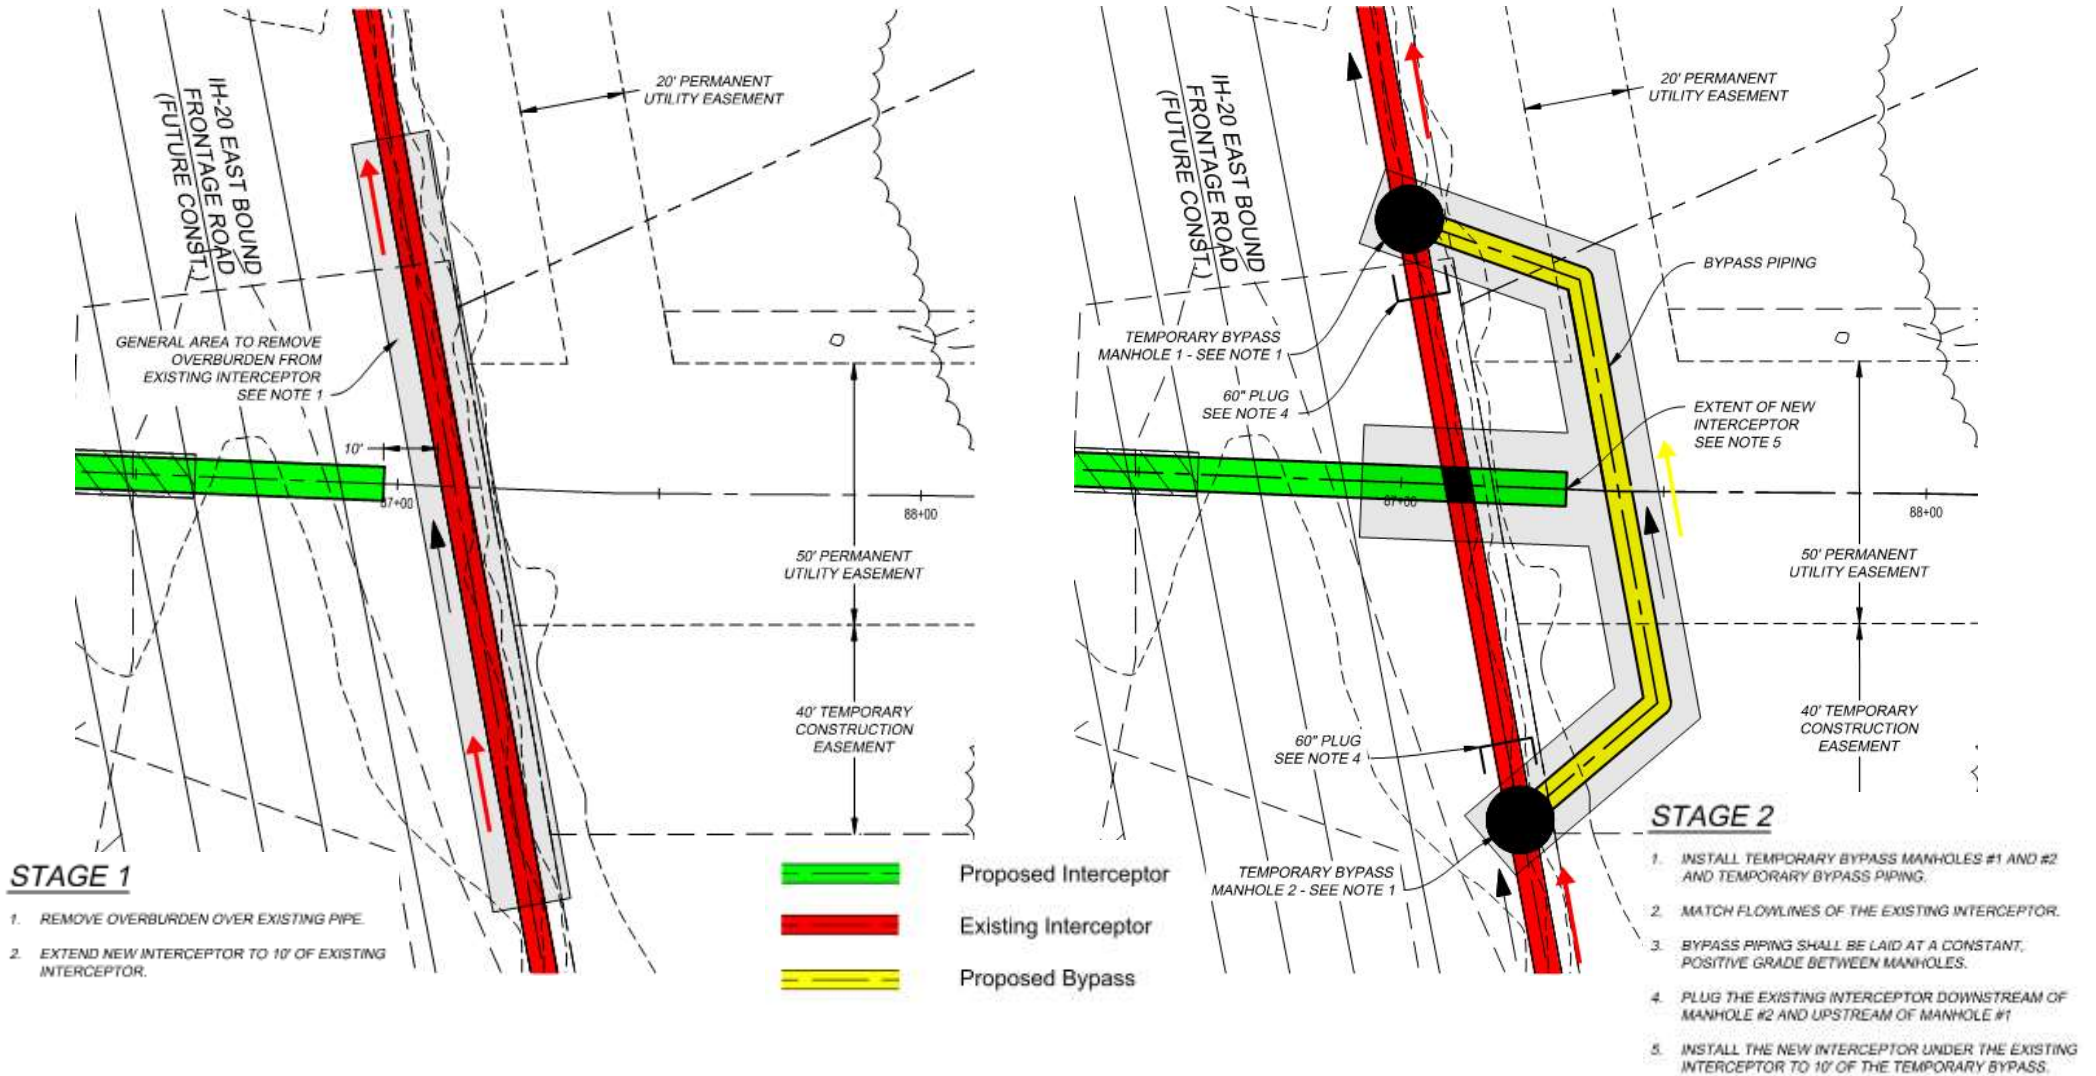 IH-20 EAST BOUND
FRONTAGE ROAD
(FUTURE CONST.)
20' PERMANENT
UTILITY EASEMENT
GENERAL AREA TO REMOVE
OVERBURDEN FROM
EXISTING INTERCEPTOR
SEE NOTE 1
10'
87+00
88+00
50' PERMANENT
UTILITY EASEMENT
40' TEMPORARY
CONSTRUCTION
EASEMENT
STAGE 1
1. REMOVE OVERBURDEN OVER EXISTING PIPE.
2. EXTEND NEW INTERCEPTOR TO 10' OF EXISTING
INTERCEPTOR.
Proposed Interceptor
Existing Interceptor
Proposed Bypass
IH-20 EAST BOUND
FRONTAGE ROAD
(FUTURE CONST.)
20' PERMANENT
UTILITY EASEMENT
BYPASS PIPING
TEMPORARY BYPASS
MANHOLE 1 - SEE NOTE 1
60" PLUG
SEE NOTE 4
EXTENT OF NEW
INTERCEPTOR
SEE NOTE 5
87+00
88+00
50' PERMANENT
UTILITY EASEMENT
60" PLUG
SEE NOTE 4
40' TEMPORARY
CONSTRUCTION
EASEMENT
TEMPORARY BYPASS
MANHOLE 2 - SEE NOTE 1
STAGE 2
1. INSTALL TEMPORARY BYPASS MANHOLES #1 AND #2
AND TEMPORARY BYPASS PIPING.
2. MATCH FLOWLINES OF THE EXISTING INTERCEPTOR.
3. BYPASS PIPING SHALL BE LAID AT A CONSTANT,
POSITIVE GRADE BETWEEN MANHOLES.
4. PLUG THE EXISTING INTERCEPTOR DOWNSTREAM OF
MANHOLE #2 AND UPSTREAM OF MANHOLE #1
5. INSTALL THE NEW INTERCEPTOR UNDER THE EXISTING
INTERCEPTOR TO 10' OF THE TEMPORARY BYPASS.